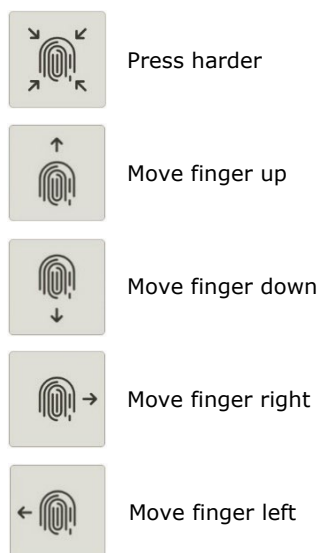 Press harder
Move finger up
Move finger down
Move finger right
Move finger left